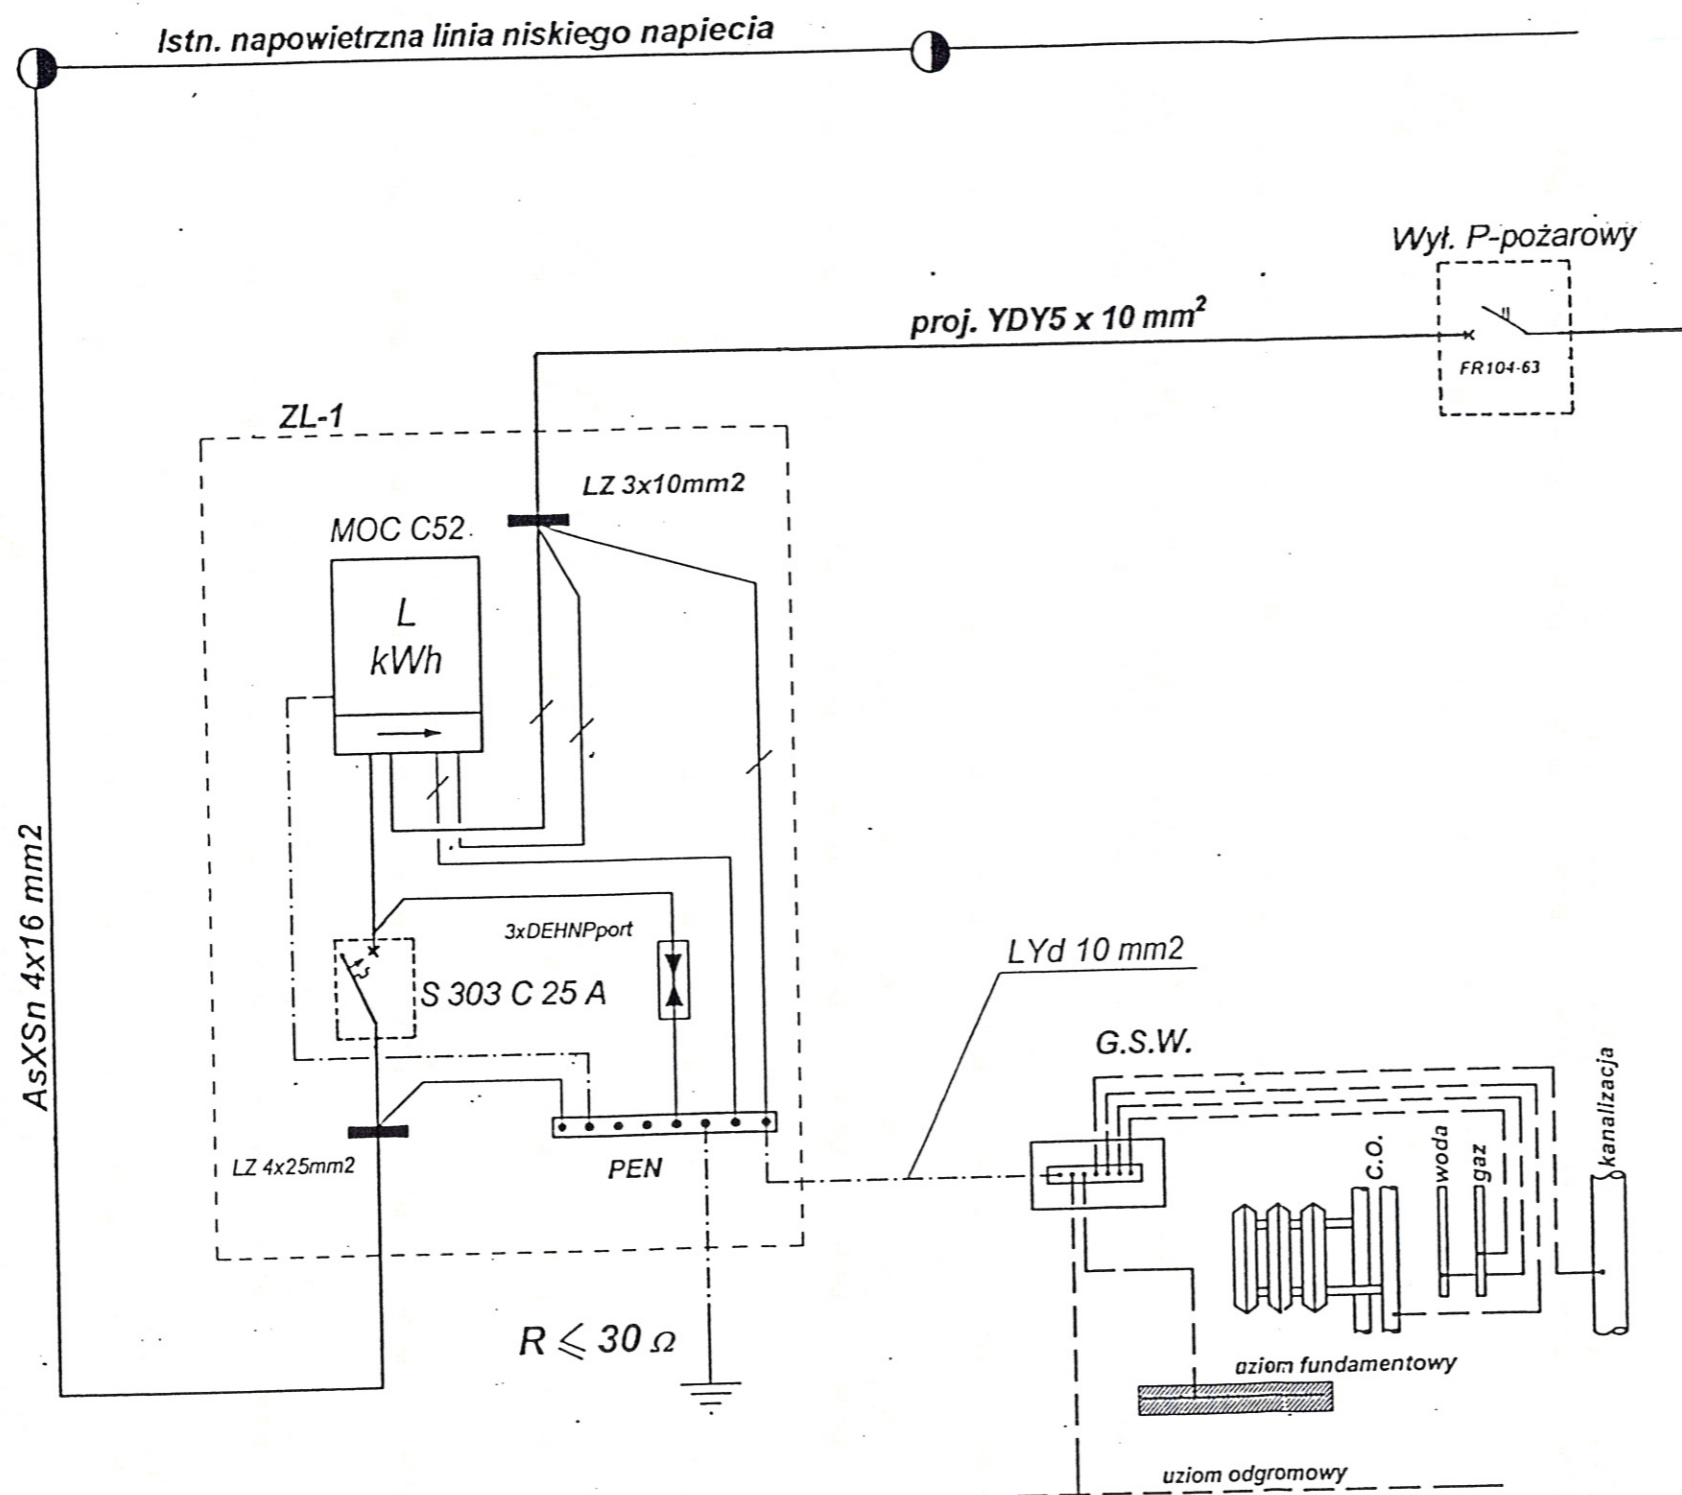 Istn. napowietrzna linia niskiego napiecia
Wył. P-pożarowy
proj. YDY5 x 10 mm²
FR104-63
ZL-1
LZ 3x10mm2
MOC C52
L
kWh
AsXSn 4x16 mm2
3xDEHNPport
S 303 C 25 A
LYd 10 mm2
G.S.W.
LZ 4x25mm2
PEN
C.O.
woda
gaz
kanalizacja
R ⩽ 30 Ω
uziom fundamentowy
uziom odgromowy